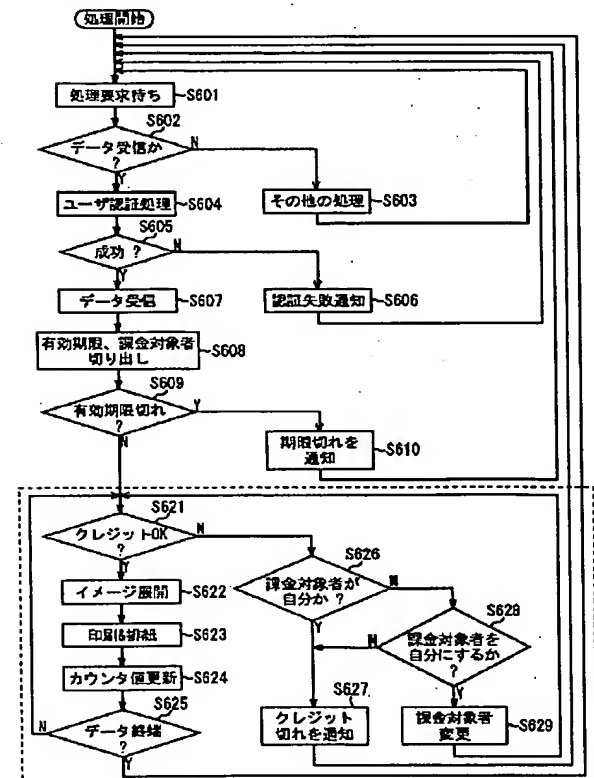 処理開始
処理要求待ち
S601
S602
データ受信か
?
N
Y
ユーザ認証処理
S604
その他の処理
S603
S605
成功 ?
N
Y
データ受信
S607
認証失敗通知
S606
有効期限、課金対象者
切り出し
S608
S609
有効期限切れ
?
Y
N
期限切れを
通知
S610
S621
クレジットOK
?
N
Y
S626
課金対象者が
自分か ?
N
Y
イメージ展開
S622
S628
課金対象者を
自分にするか
?
N
Y
印刷&排紙
S623
カウンタ値更新
S624
S625
データ終端
?
N
Y
S627
クレジット
切れを通知
課金対象者
変更
S629